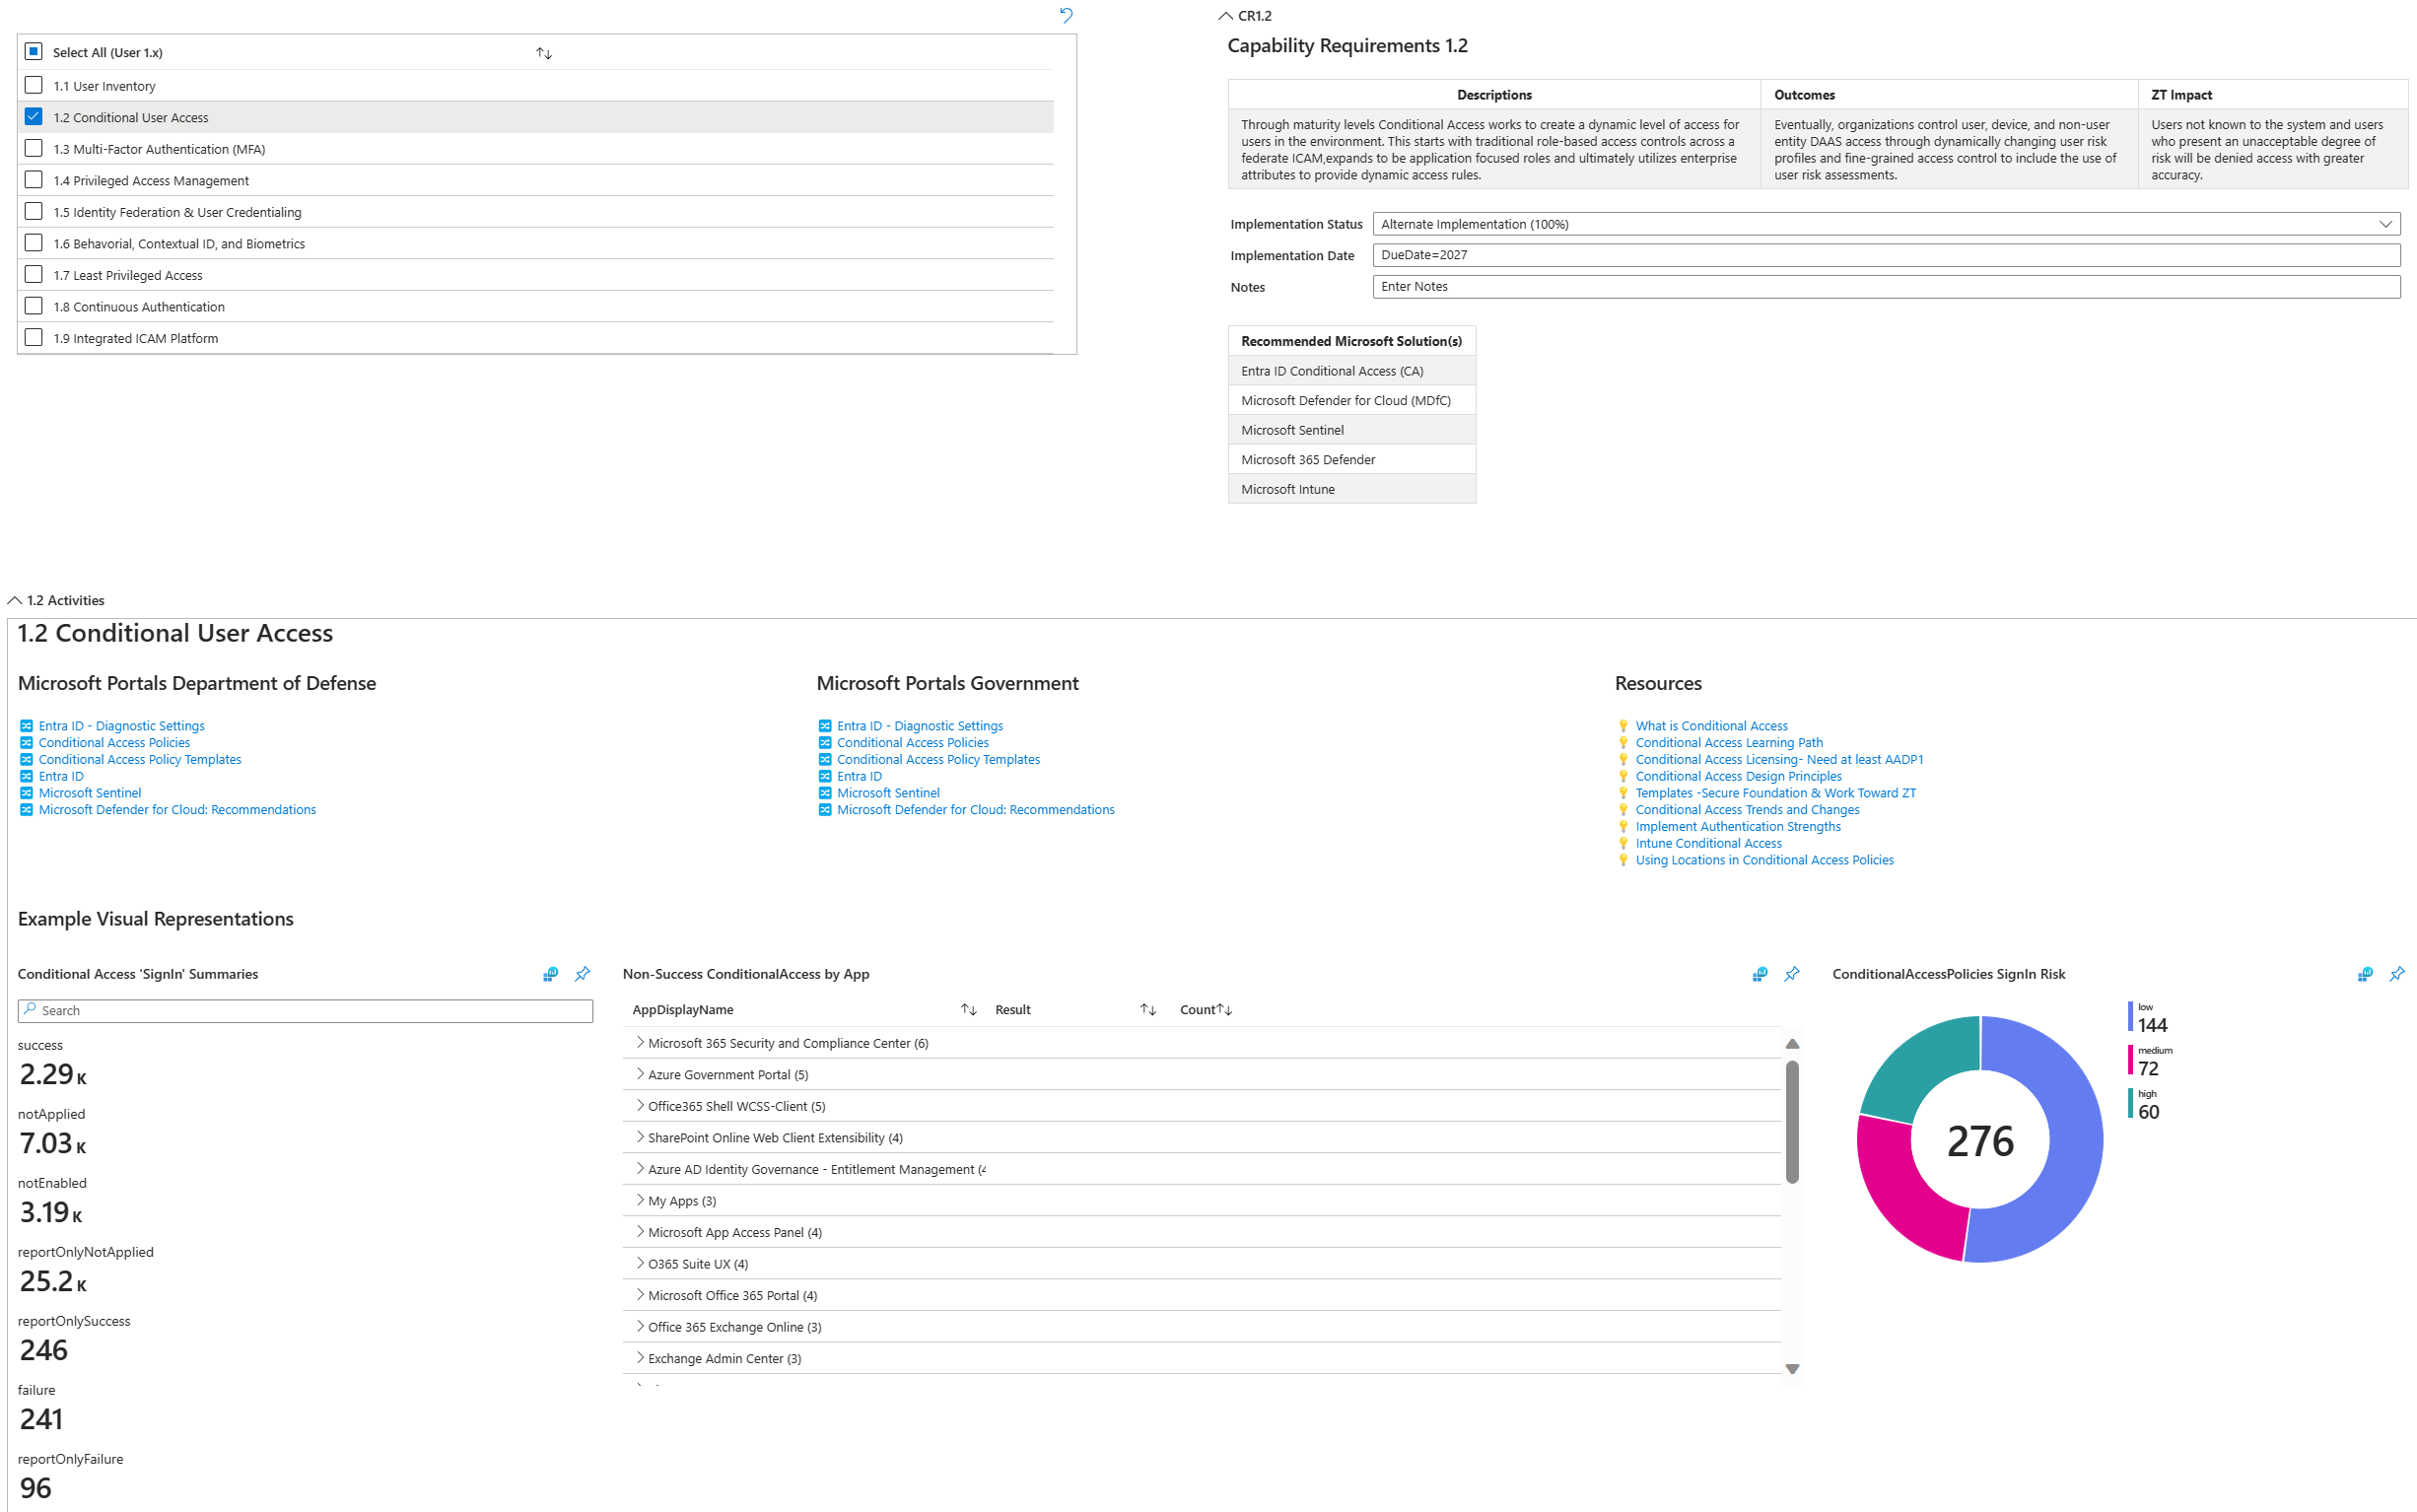 Select All (User 1.x)
1.1 User Inventory
1.2 Conditional User Access
1.3 Multi-Factor Authentication (MFA)
1.4 Privileged Access Management
1.5 Identity Federation & User Credentialing
1.6 Behavorial, Contextual ID, and Biometrics
1.7 Least Privileged Access
1.8 Continuous Authentication
1.9 Integrated ICAM Platform
CR1.2
Capability Requirements 1.2
Descriptions
Outcomes
ZT Impact
Through maturity levels Conditional Access works to create a dynamic level of access for
users in the environment. This starts with traditional role-based access controls across a
federate ICAM,expands to be application focused roles and ultimately utilizes enterprise
attributes to provide dynamic access rules.
Eventually, organizations control user, device, and non-user
entity DAAS access through dynamically changing user risk
profiles and fine-grained access control to include the use of
user risk assessments.
Users not known to the system and users
who present an unacceptable degree of
risk will be denied access with greater
accuracy.
Implementation Status Alternate Implementation (100%)
Implementation Date DueDate=2027
Notes Enter Notes
Recommended Microsoft Solution(s)
Entra ID Conditional Access (CA)
Microsoft Defender for Cloud (MDfC)
Microsoft Sentinel
Microsoft 365 Defender
Microsoft Intune
1.2 Activities
1.2 Conditional User Access
Microsoft Portals Department of Defense
Entra ID - Diagnostic Settings
Conditional Access Policies
Conditional Access Policy Templates
Entra ID
Microsoft Sentinel
Microsoft Defender for Cloud: Recommendations
Microsoft Portals Government
Entra ID - Diagnostic Settings
Conditional Access Policies
Conditional Access Policy Templates
Entra ID
Microsoft Sentinel
Microsoft Defender for Cloud: Recommendations
Resources
What is Conditional Access
Conditional Access Learning Path
Conditional Access Licensing- Need at least AADP1
Conditional Access Design Principles
Templates -Secure Foundation & Work Toward ZT
Conditional Access Trends and Changes
Implement Authentication Strengths
Intune Conditional Access
Using Locations in Conditional Access Policies
Example Visual Representations
Conditional Access 'SignIn' Summaries
Search
success
2.29 K
notApplied
7.03 K
notEnabled
3.19 K
reportOnlyNotApplied
25.2 K
reportOnlySuccess
246
failure
241
reportOnlyFailure
96
Non-Success ConditionalAccess by App
AppDisplayName Result Count
Microsoft 365 Security and Compliance Center (6)
Azure Government Portal (5)
Office365 Shell WCSS-Client (5)
SharePoint Online Web Client Extensibility (4)
Azure AD Identity Governance - Entitlement Management
My Apps (3)
Microsoft App Access Panel (4)
O365 Suite UX (4)
Microsoft Office 365 Portal (4)
Office 365 Exchange Online (3)
Exchange Admin Center (3)
ConditionalAccessPolicies SignIn Risk
276
low
144
medium
72
high
60